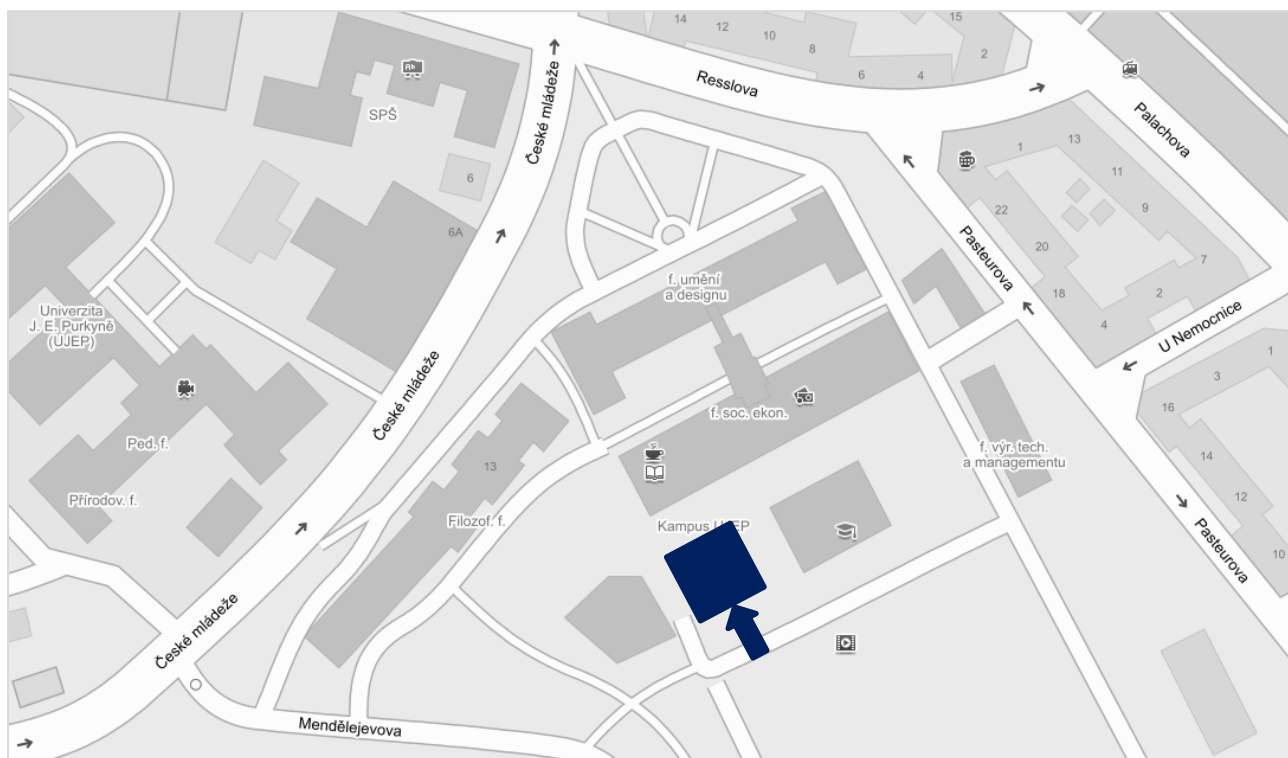 14
12
10
8
6
4
15
2
Resslova
Ab
SPŠ
České mládeže
Palachova
6
6A
1
13
11
9
7
22
20
18
2
4
Pasteurova
U Nemocnice
f. umění
a designu
Univerzita
J. E. Purkyně
(UJEP)
České mládeže
1
3
16
14
12
10
f. soc. ekon.
Ped. f.
13
f. výr. tech.
a managementu
Přírodov. f.
Filozof. f.
Kampus UJEP
Pasteurova
České mládeže
Mendělejevova